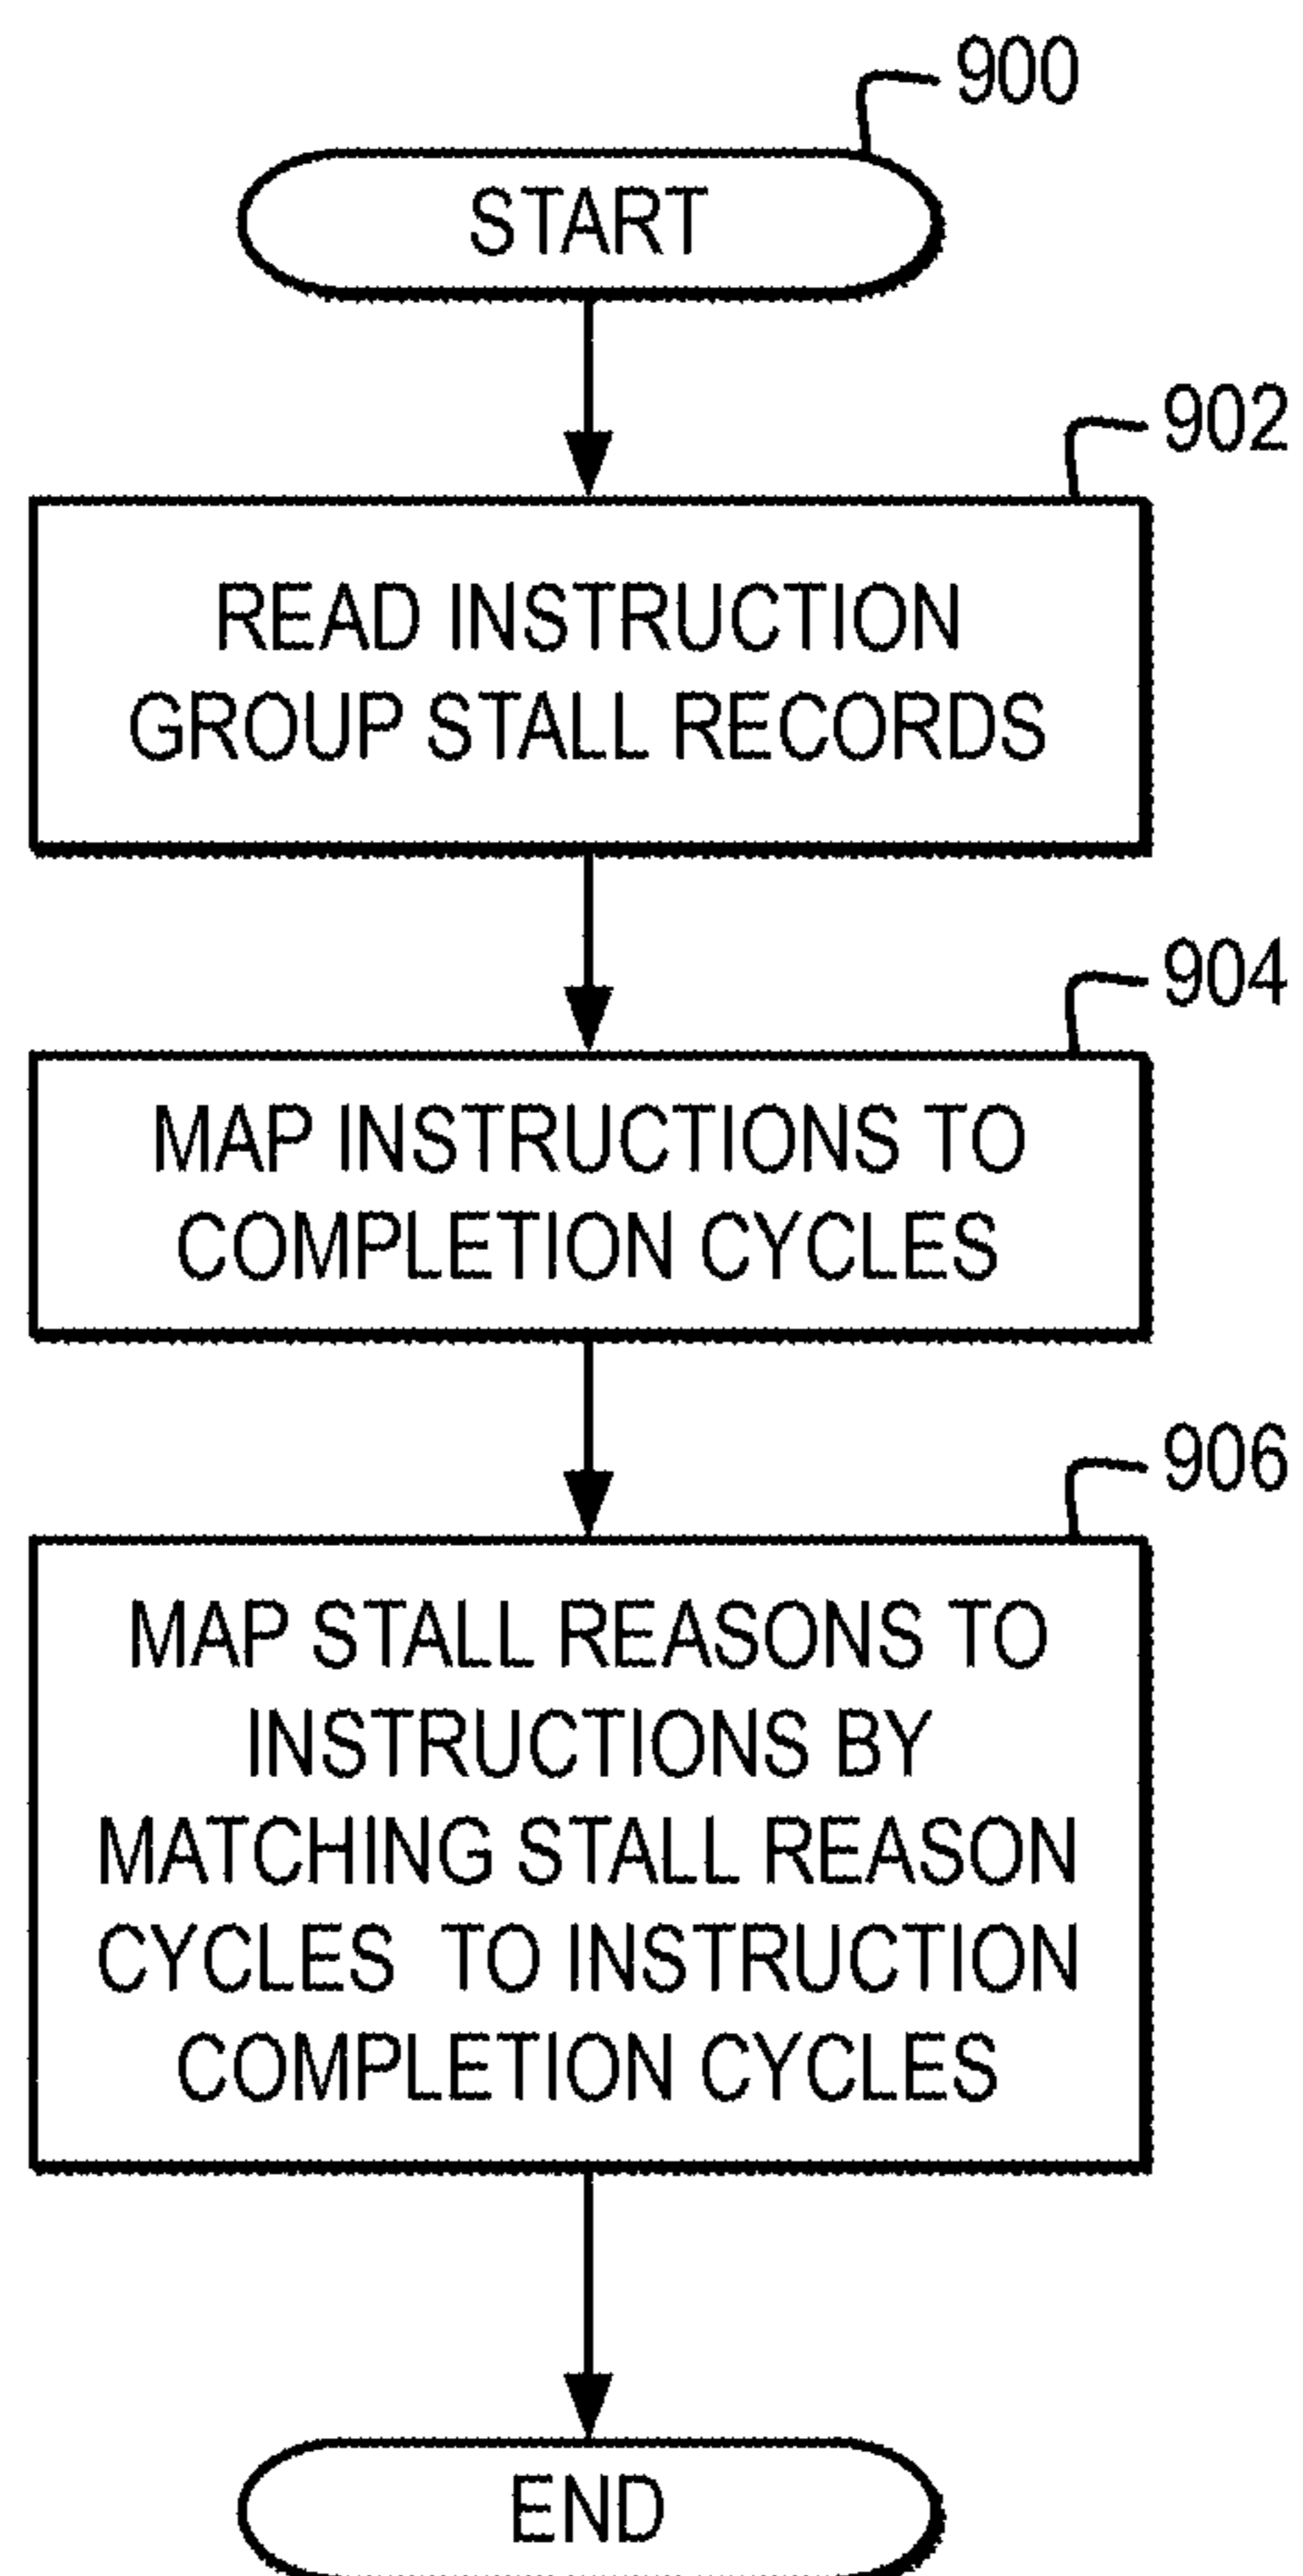 900
START
902
READ INSTRUCTION
GROUP STALL RECORDS
904
MAP INSTRUCTIONS TO
COMPLETION CYCLES
906
MAP STALL REASONS TO
INSTRUCTIONS BY
MATCHING STALL REASON
CYCLES TO INSTRUCTION
COMPLETION CYCLES
END